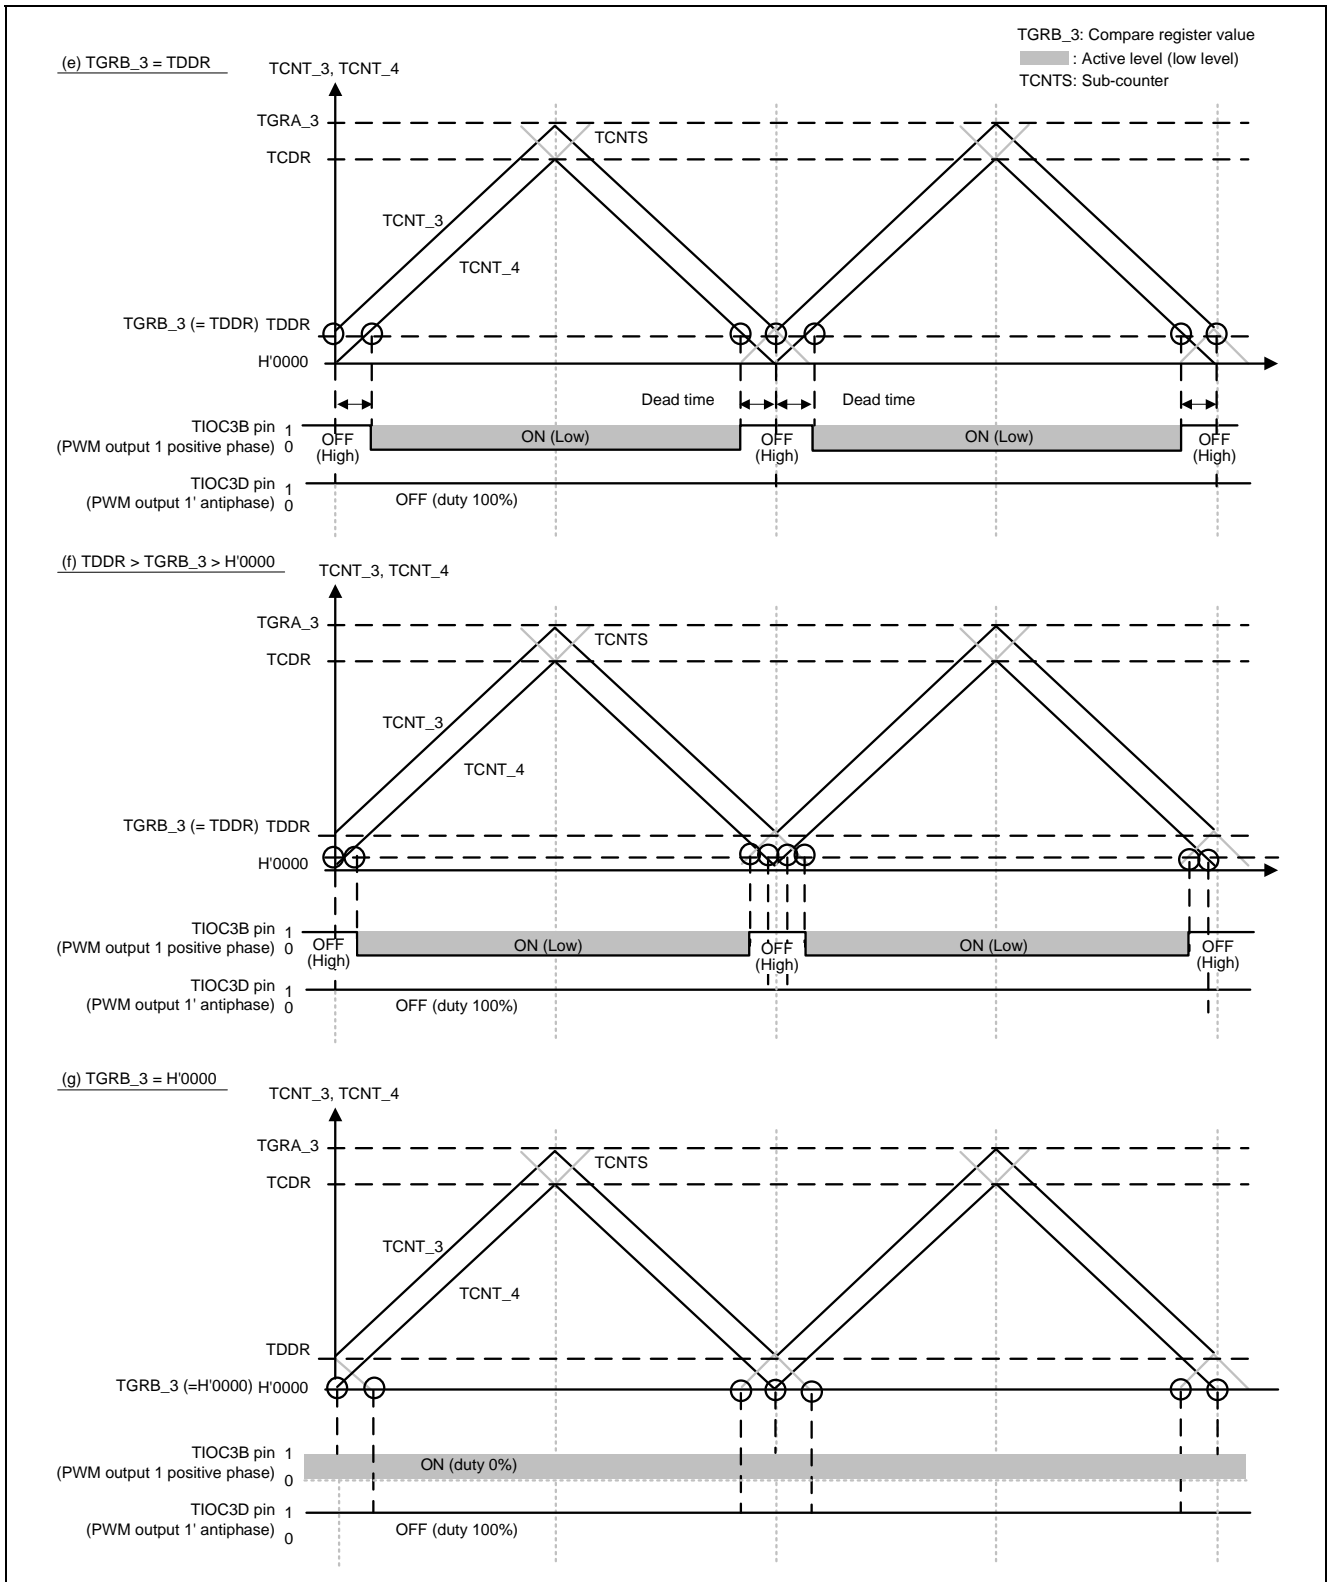 TGRB_3: Compare register value
: Active level (low level)
TCNTS: Sub-counter
(e) TGRB_3 = TDDR
TCNT_3, TCNT_4
TGRA_3
TCNTS
TCDR
TCNT_3
TCNT_4
TGRB_3 (= TDDR) TDDR
H'0000
Dead time
Dead time
TIOC3B pin 1
(PWM output 1 positive phase) 0
OFF
(High)
ON (Low)
OFF
(High)
ON (Low)
OFF
(High)
TIOC3D pin 1
(PWM output 1' antiphase) 0
OFF (duty 100%)
(f) TDDR > TGRB_3 > H'0000
TCNT_3, TCNT_4
TGRA_3
TCNTS
TCDR
TCNT_3
TCNT_4
TGRB_3 (= TDDR) TDDR
H'0000
TIOC3B pin 1
(PWM output 1 positive phase) 0
OFF
(High)
ON (Low)
OFF
(High)
ON (Low)
OFF
(High)
TIOC3D pin 1
(PWM output 1' antiphase) 0
OFF (duty 100%)
(g) TGRB_3 = H'0000
TCNT_3, TCNT_4
TGRA_3
TCNTS
TCDR
TCNT_3
TCNT_4
TDDR
TGRB_3 (=H'0000) H'0000
TIOC3B pin 1
(PWM output 1 positive phase) 0
ON (duty 0%)
TIOC3D pin 1
(PWM output 1' antiphase) 0
OFF (duty 100%)